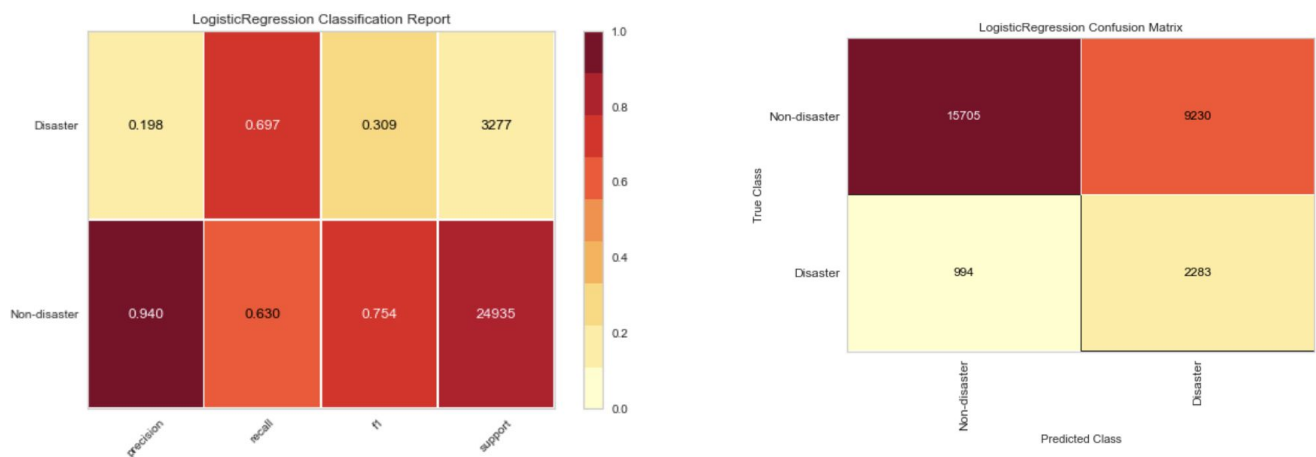 LogisticRegression Classification Report
Disaster
0.198
0.697
0.309
3277
Non-disaster
0.940
0.630
0.754
24935
precision
recall
f1
support
1.0
0.8
0.6
0.4
0.2
0.0
LogisticRegression Confusion Matrix
True Class
Non-disaster
15705
9230
Disaster
994
2283
Non-disaster
Disaster
Predicted Class